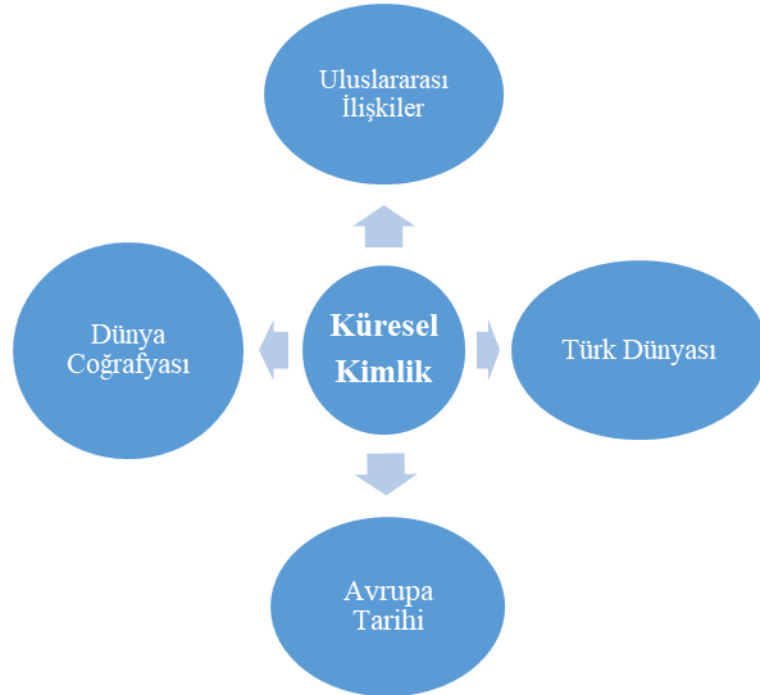 Uluslararası
İlişkiler
Dünya
Coğrafyası
Küresel
Kimlik
Türk Dünyası
Avrupa
Tarihi